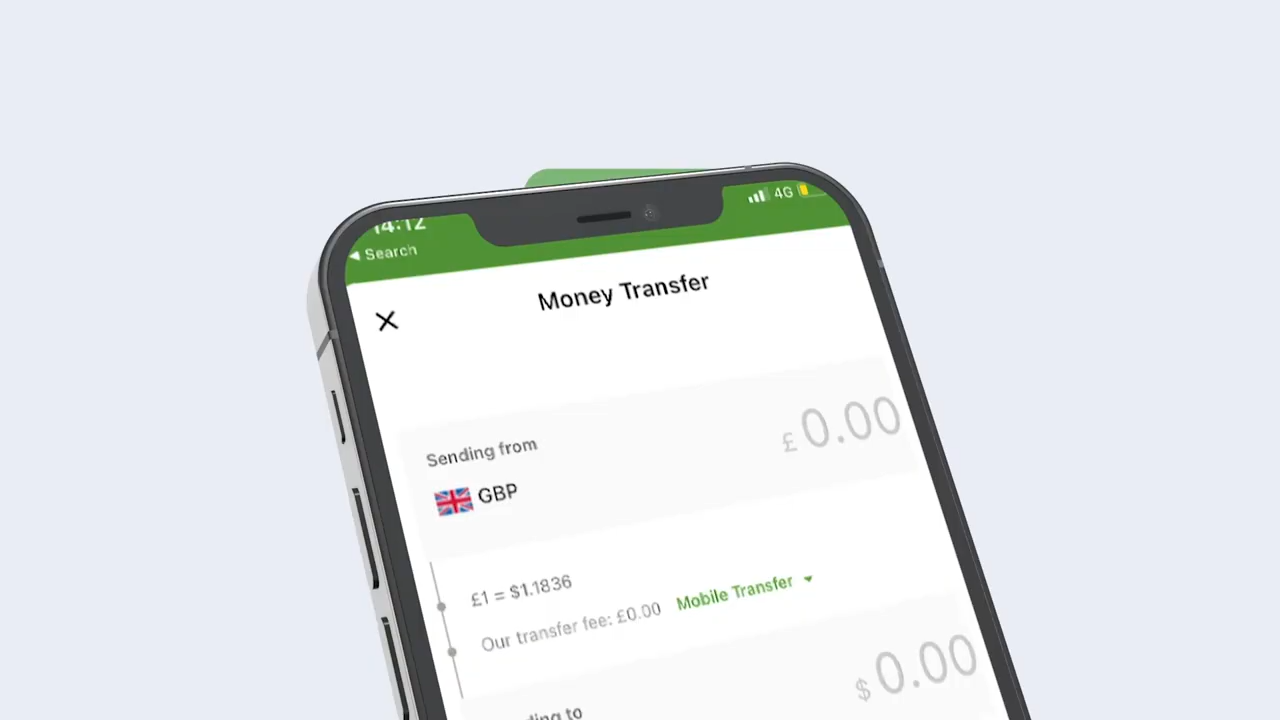 14:12
4G
◀ Search
Money Transfer
Sending from
£ 0.00
GBP
£1 = $1.1836
Our transfer fee: £0.00 Mobile Transfer
$ 0.00
to